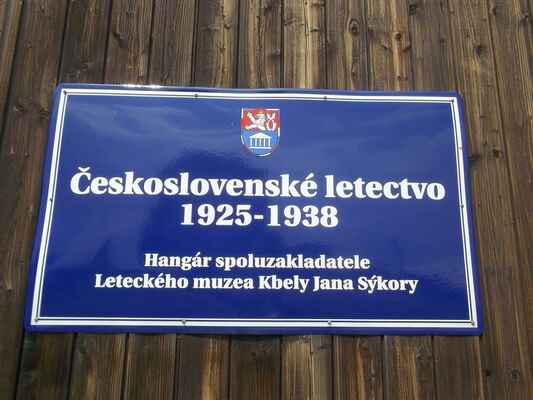 Československé letectvo
1925-1938
Hangár spoluzakladatele
Leteckého muzea Kbely Jana Sýkory